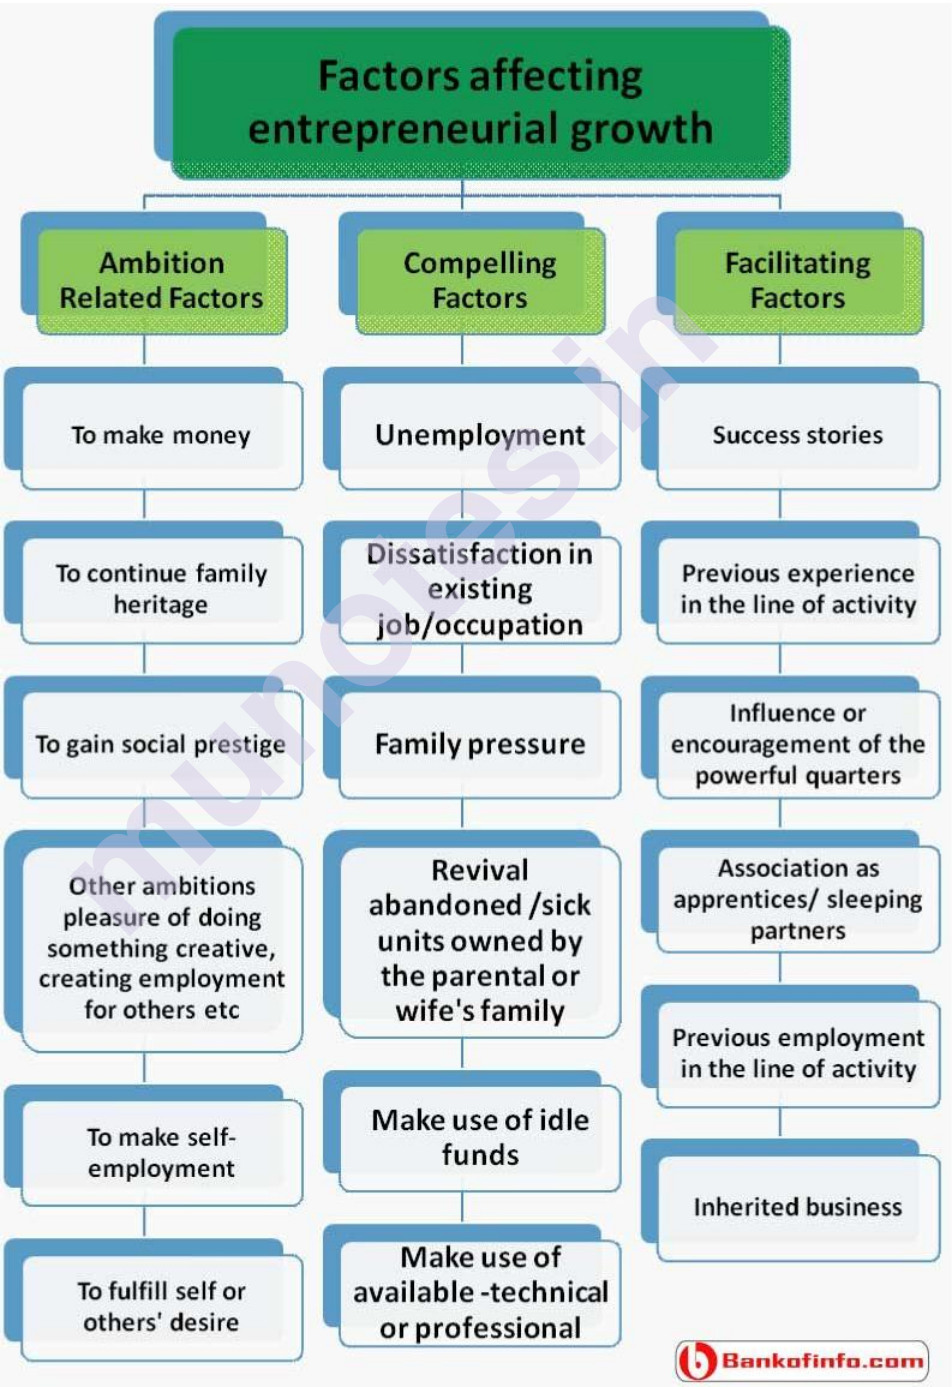 Factors affecting
entrepreneurial growth
Ambition
Related Factors
To make money
To continue family
heritage
To gain social prestige
Other ambitions
pleasure of doing
something creative,
creating employment
for others etc
To make self-
employment
To fulfill self or
others' desire
Compelling
Factors
Unemployment
Dissatisfaction in
existing
job/occupation
Family pressure
Revival
abandoned /sick
units owned by
the parental or
wife's family
Make use of idle
funds
Make use of
available -technical
or professional
Facilitating
Factors
Success stories
Previous experience
in the line of activity
Influence or
encouragement of the
powerful quarters
Association as
apprentices/ sleeping
partners
Previous employment
in the line of activity
Inherited business
munotes.in
b Bankofinfo.com